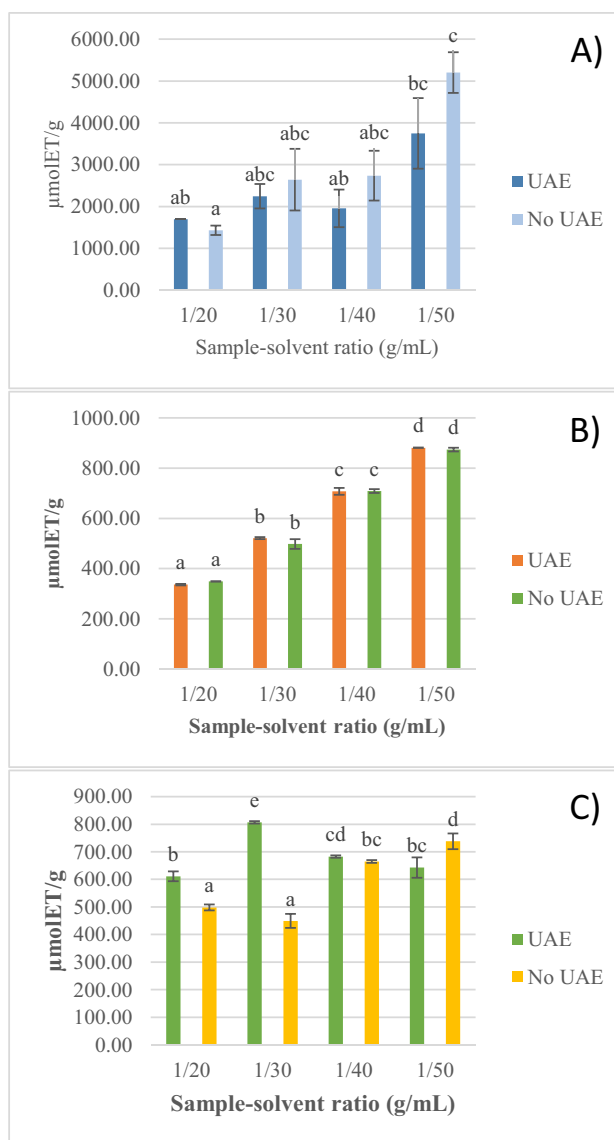 A)
6000.00
5000.00
4000.00
3000.00
2000.00
1000.00
0.00
µmolET/g
ab a abc abc ab abc bc c
1/20 1/30 1/40 1/50
Sample-solvent ratio (g/mL)
UAE
No UAE
B)
1000.00
800.00
600.00
400.00
200.00
0.00
µmolET/g
a a b b c c d d
1/20 1/30 1/40 1/50
Sample-solvent ratio (g/mL)
UAE
No UAE
C)
900.00
800.00
700.00
600.00
500.00
400.00
300.00
200.00
100.00
0.00
µmolET/g
b a e a cd bc bc d
1/20 1/30 1/40 1/50
Sample-solvent ratio (g/mL)
UAE
No UAE